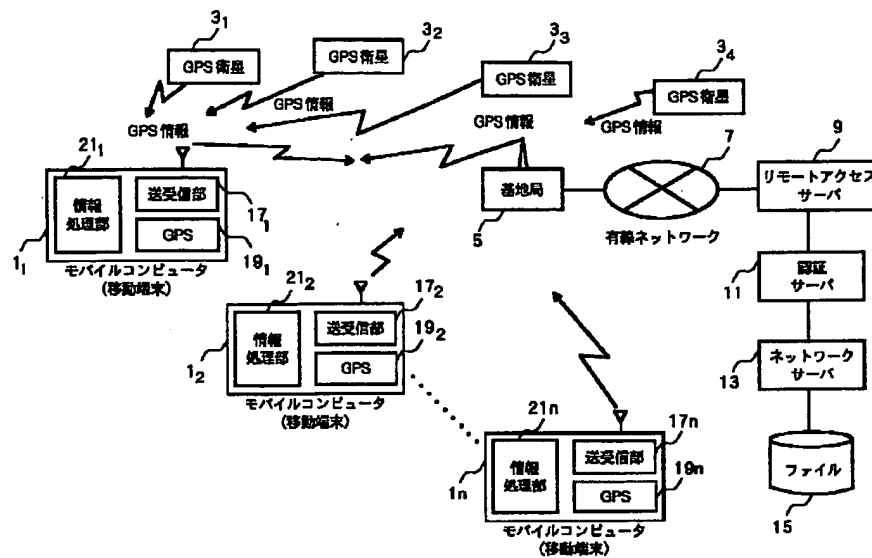 3₁
GPS衛星
3₂
GPS衛星
3₃
GPS衛星
3₄
GPS衛星
GPS情報
GPS情報
GPS情報
GPS情報
21₁
情報
処理部
送受信部
17₁
GPS
19₁
1₁
モバイルコンピュータ
(移動端末)
基地局
5
7
有線ネットワーク
9
リモートアクセス
サーバ
認証
サーバ
11
ネットワーク
サーバ
13
ファイル
15
21₂
情報
処理部
送受信部
17₂
GPS
19₂
1₂
モバイルコンピュータ
(移動端末)
21n
情報
処理部
送受信部
17n
GPS
19n
1n
モバイルコンピュータ
(移動端末)